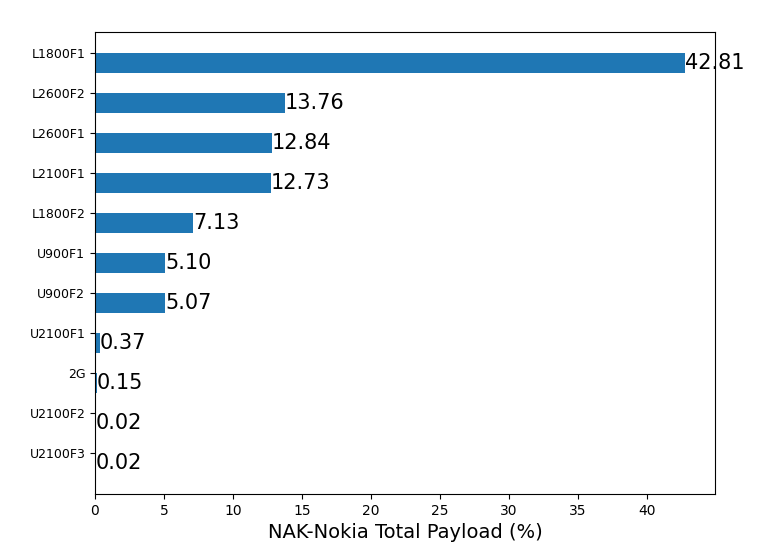 L1800F1 42.81
L2600F2 13.76
L2600F1 12.84
L2100F1 12.73
L1800F2 7.13
U900F1 5.10
U900F2 5.07
U2100F1 0.37
2G 0.15
U2100F2 0.02
U2100F3 0.02
0 5 10 15 20 25 30 35 40
NAK-Nokia Total Payload (%)